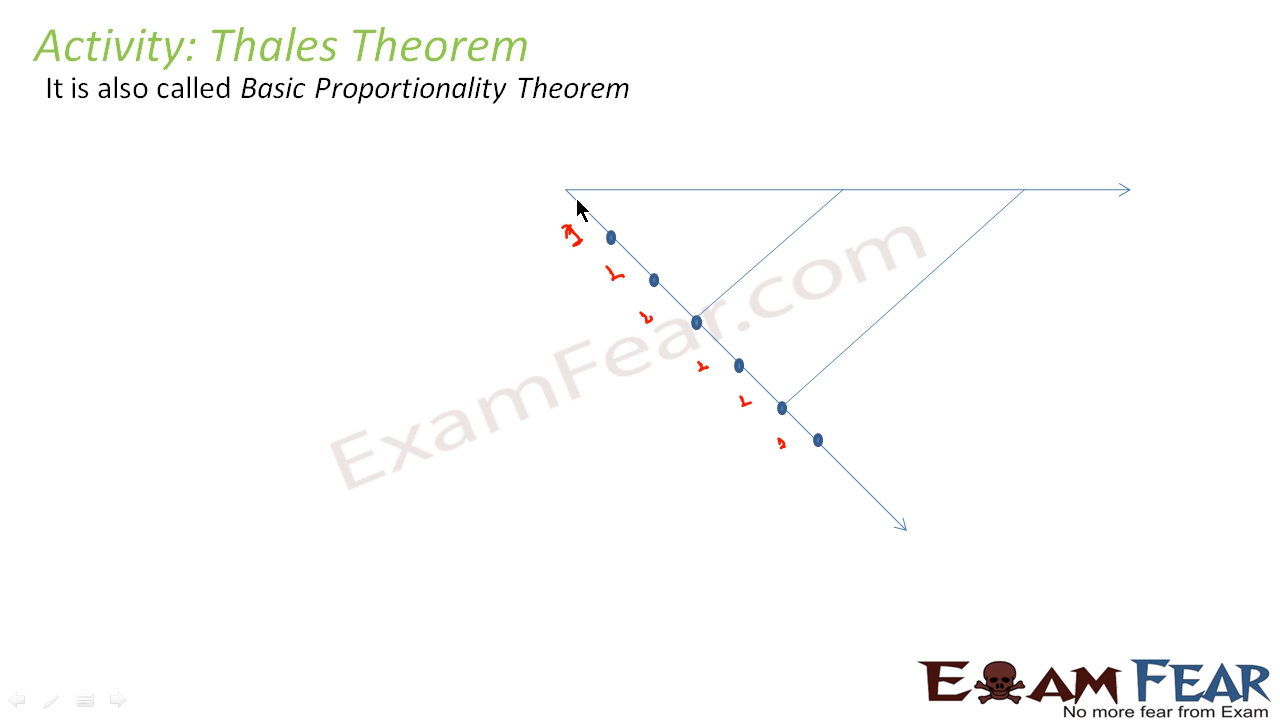 Activity: Thales Theorem
It is also called Basic Proportionality Theorem
ExamFear.com
EXAM FEAR
No more fear from Exam